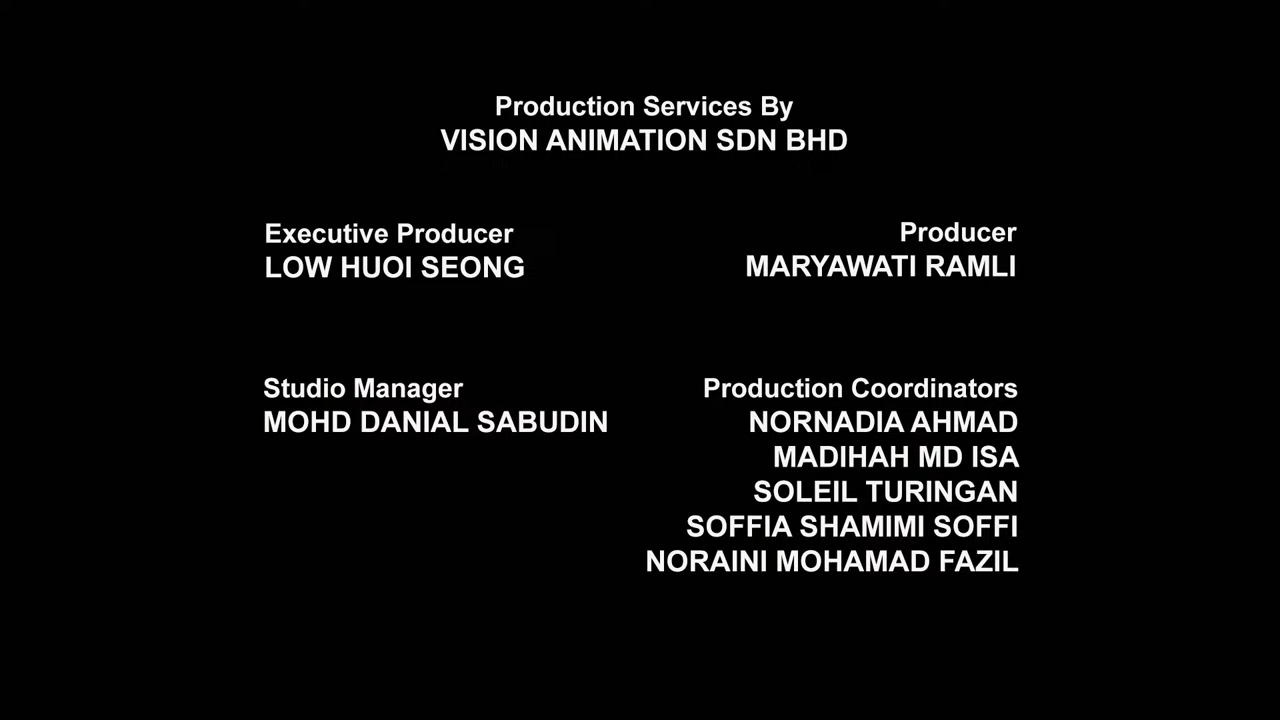 Production Services By
VISION ANIMATION SDN BHD
Executive Producer
LOW HUOI SEONG
Producer
MARYAWATI RAMLI
Studio Manager
MOHD DANIAL SABUDIN
Production Coordinators
NORNADIA AHMAD
MADIHAH MD ISA
SOLEIL TURINGAN
SOFFIA SHAMIMI SOFFI
NORAINI MOHAMAD FAZIL